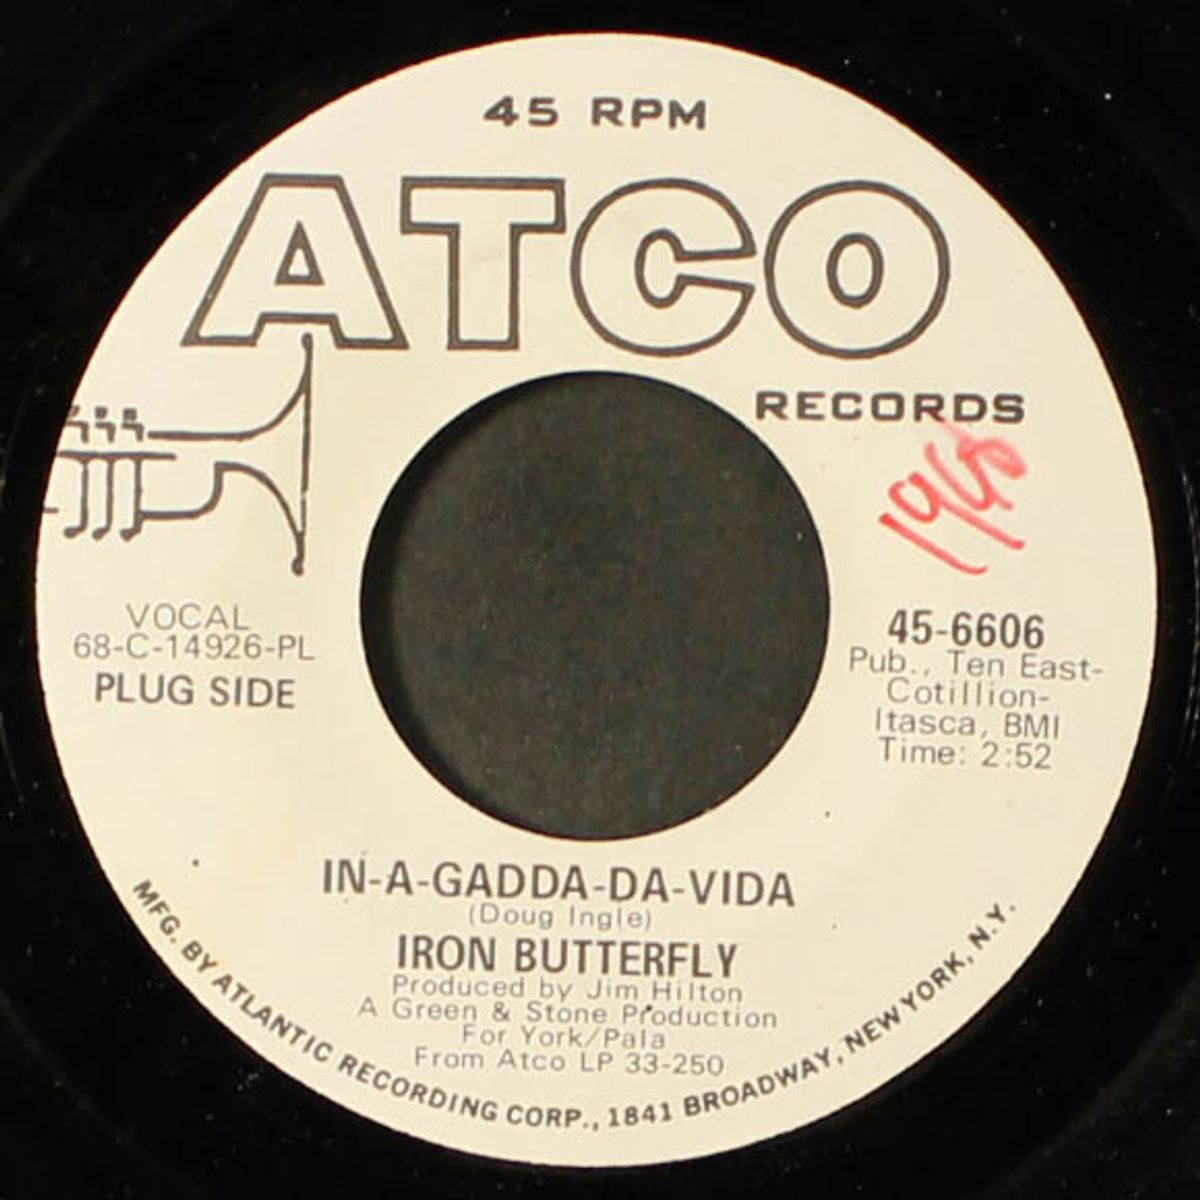 45 RPM
ATCO
RECORDS
1968
VOCAL
68-C-14926-PL
PLUG SIDE
45-6606
Pub., Ten East-
Cotillion-
Itasca, BMI
Time: 2:52
IN-A-GADDA-DA-VIDA
(Doug Ingle)
IRON BUTTERFLY
Produced by Jim Hilton
A Green & Stone Production
For York/Pala
From Atco LP 33-250
MFG. BY ATLANTIC RECORDING CORP., 1841 BROADWAY, NEW YORK, N.Y.